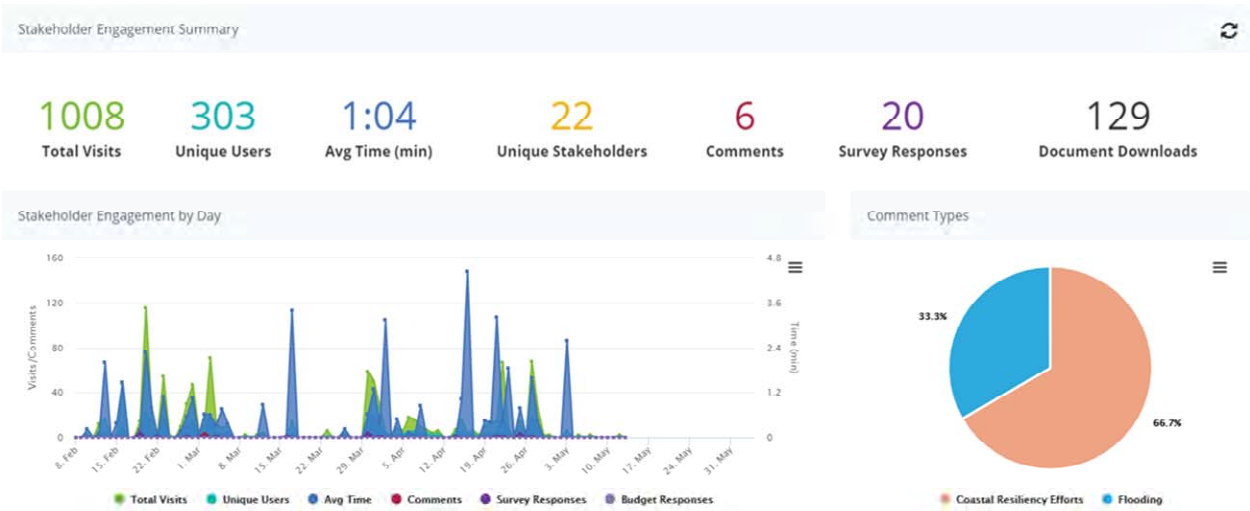 Stakeholder Engagement Summary
1008 303 1:04 22 6 20 129
Total Visits Unique Users Avg Time (min) Unique Stakeholders Comments Survey Responses Document Downloads
Stakeholder Engagement by Day Comment Types
160 4.8
120 3.6
80 2.4
40 1.2
0 0
Visits/Comments
Time (min)
8. Feb 15. Feb 22. Feb 1. Mar 8. Mar 15. Mar 22. Mar 29. Mar 5. Apr 12. Apr 19. Apr 26. Apr 3. May 10. May 17. May 24. May 31. May
Total Visits Unique Users Avg Time Comments Survey Responses Budget Responses
33.3%
66.7%
Coastal Resiliency Efforts Flooding